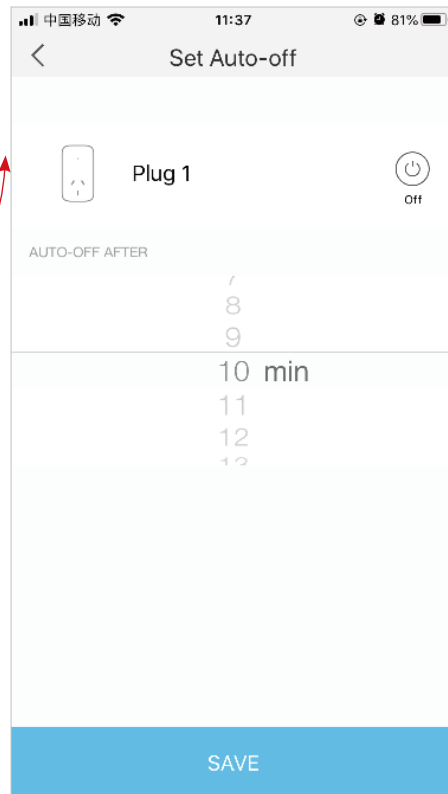 中国移动 11:37 81%
Set Auto-off
Plug 1
Off
AUTO-OFF AFTER
7
8
9
10 min
11
12
13
SAVE